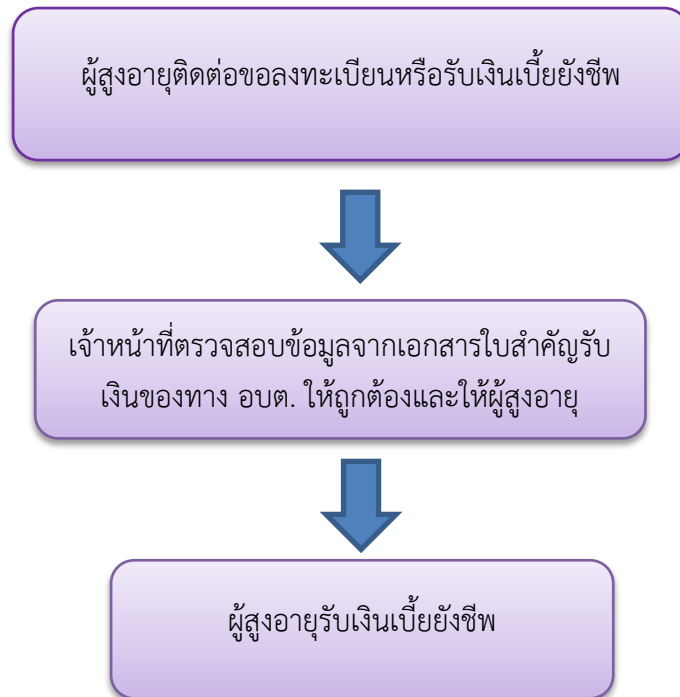 ผู้สูงอายุติดต่อขอลงทะเบียนหรือรับเงินเบี้ยยังชีพ
เจ้าหน้าที่ตรวจสอบข้อมูลจากเอกสารใบสำคัญรับ
เงินของทาง อบต. ให้ถูกต้องและให้ผู้สูงอายุ
ผู้สูงอายุรับเงินเบี้ยยังชีพ